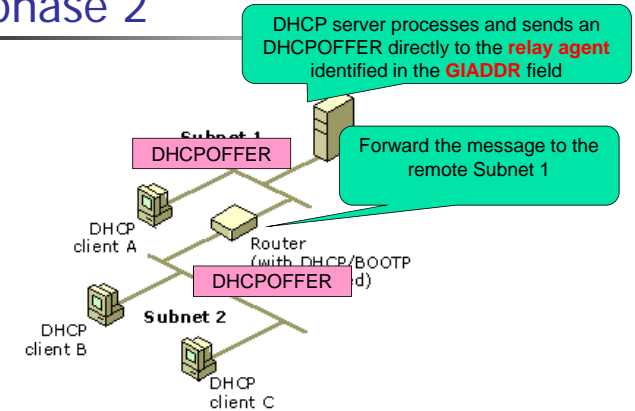 phase 2
DHCP server processes and sends an
DHCPOFFER directly to the relay agent
identified in the GIADDR field
Subnet 1
DHCPOFFER
Forward the message to the
remote Subnet 1
DHCP
client A
Router
(with DHCP/BOOTP
ed)
DHCPOFFER
DHCP
client B
Subnet 2
DHCP
client C